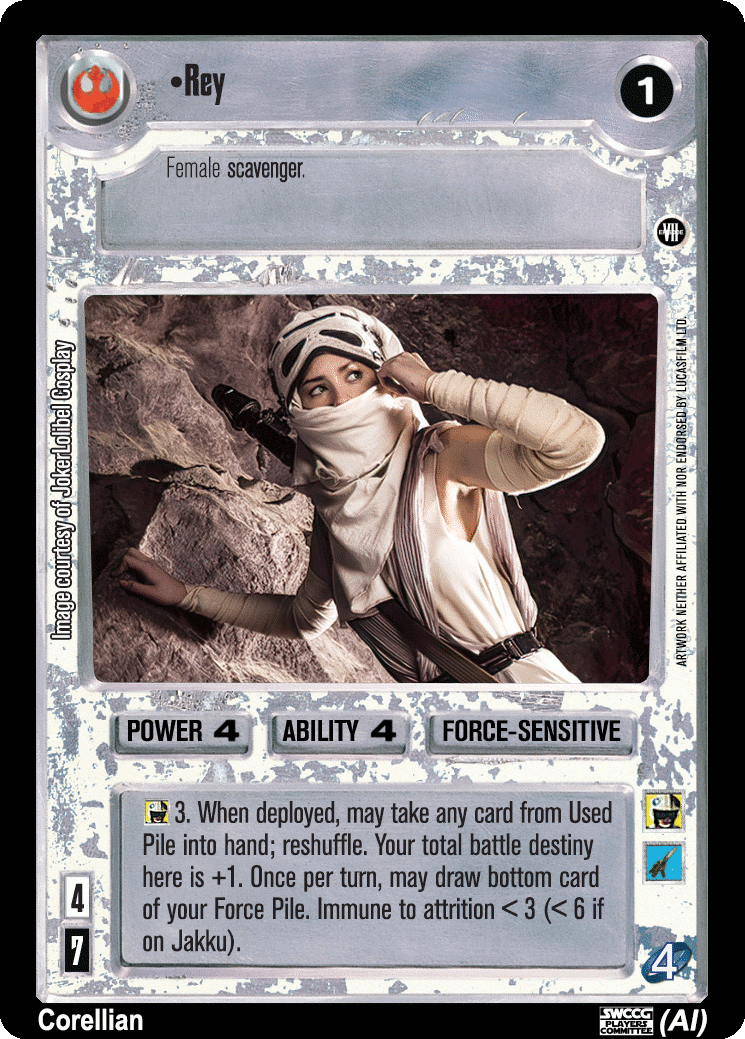 •Rey
1
Female scavenger.
EPISODE VII
Image courtesy of JokerLolibel Cosplay
ARTWORK NEITHER AFFILIATED WITH NOR ENDORSED BY LUCASFILM LTD.
POWER 4
ABILITY 4
FORCE-SENSITIVE
3. When deployed, may take any card from Used
Pile into hand; reshuffle. Your total battle destiny
here is +1. Once per turn, may draw bottom card
of your Force Pile. Immune to attrition < 3 (< 6 if
on Jakku).
4
7
4
Corellian
SWCCG
PLAYERS
COMMITTEE
(AI)